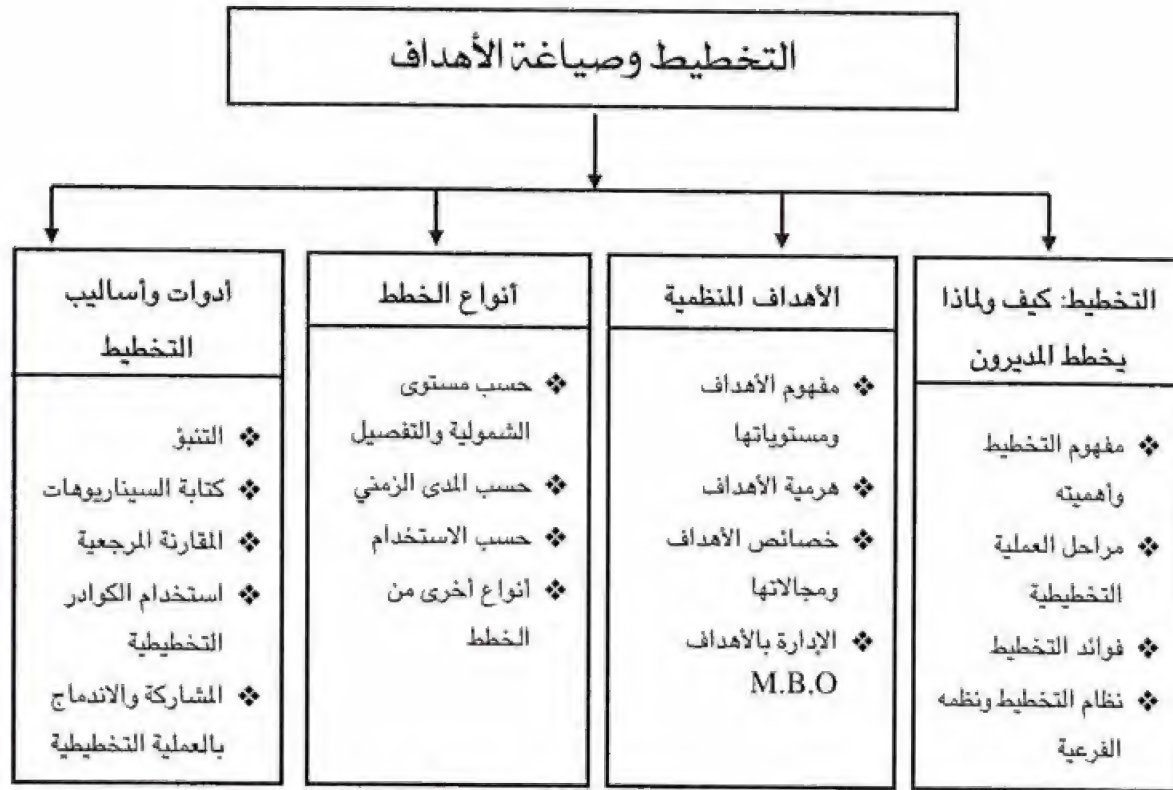 التخطيط وصياغة الأهداف
التخطيط: كيف ولماذا
يخطط المديرون
❖ مفهوم التخطيط
وأهميته
❖ مراحل العملية
التخطيطية
❖ فوائد التخطيط
❖ نظام التخطيط ونظمه
الفرعية
الأهداف المنظمية
❖ مفهوم الأهداف
ومستوياتها
❖ هرمية الأهداف
❖ خصائص الأهداف
ومجالاتها
❖ الإدارة بالأهداف
M.B.O
أنواع الخطط
❖ حسب مستوى
الشمولية والتفصيل
❖ حسب المدى الزمني
❖ حسب الاستخدام
❖ أنواع أخرى من
الخطط
أدوات وأساليب
التخطيط
❖ التنبؤ
❖ كتابة السيناريوهات
❖ المقارنة المرجعية
❖ استخدام الكوادر
التخطيطية
❖ المشاركة والاندماج
بالعملية التخطيطية